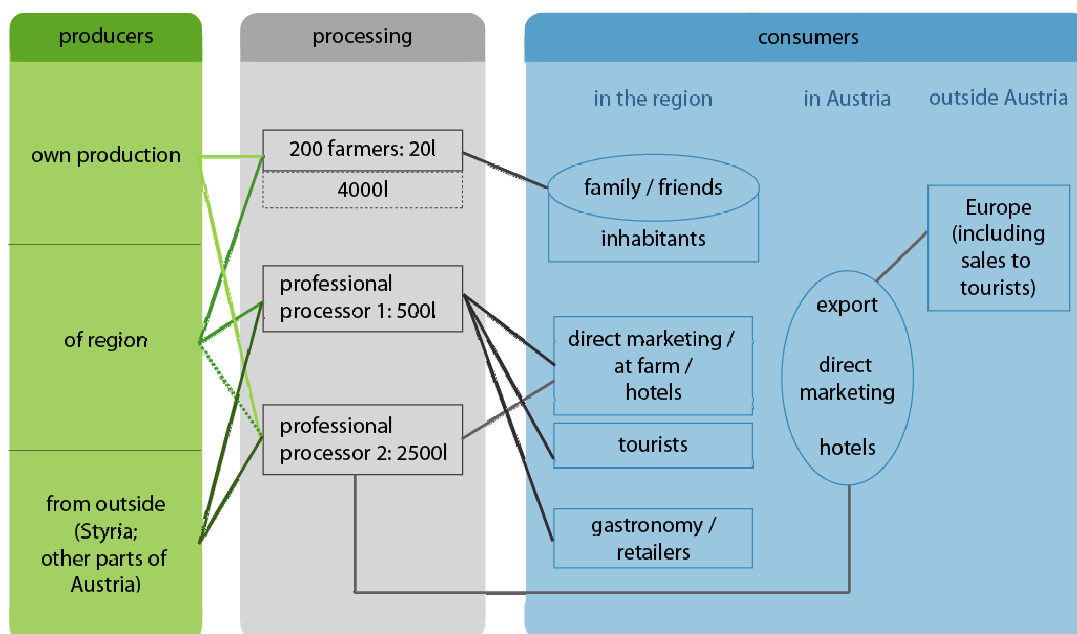 producers
own production
of region
from outside
(Styria;
other parts of
Austria)
processing
200 farmers: 20l
4000l
professional
processor 1: 500l
professional
processor 2: 2500l
consumers
in the region
in Austria
outside Austria
family / friends
inhabitants
direct marketing /
at farm /
hotels
tourists
gastronomy /
retailers
export
direct
marketing
hotels
Europe
(including
sales to
tourists)